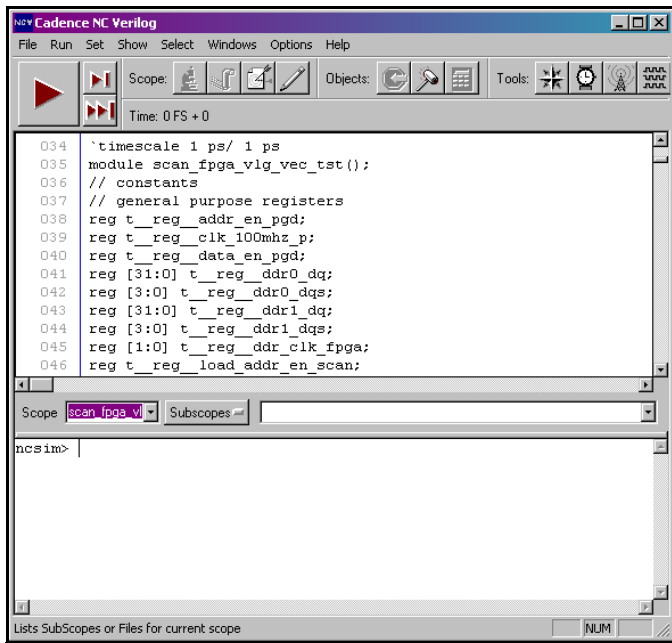 NCV Cadence NC Verilog
File Run Set Show Select Windows Options Help
Scope: Objects: Tools:
Time: 0 FS + 0
034 `timescale 1 ps/ 1 ps
035 module scan_fpga_vlg_vec_tst();
036 // constants
037 // general purpose registers
038 reg t__reg__addr_en_pgd;
039 reg t__reg__clk_100mhz_p;
040 reg t__reg__data_en_pgd;
041 reg [31:0] t__reg__ddr0_dq;
042 reg [3:0] t__reg__ddr0_dqs;
043 reg [31:0] t__reg__ddr1_dq;
044 reg [3:0] t__reg__ddr1_dqs;
045 reg [1:0] t__reg__ddr_clk_fpga;
046 reg t__reg__load_addr_en_scan;
Scope scan_fpga_vl Subscopes
ncsim>
Lists SubScopes or Files for current scope NUM